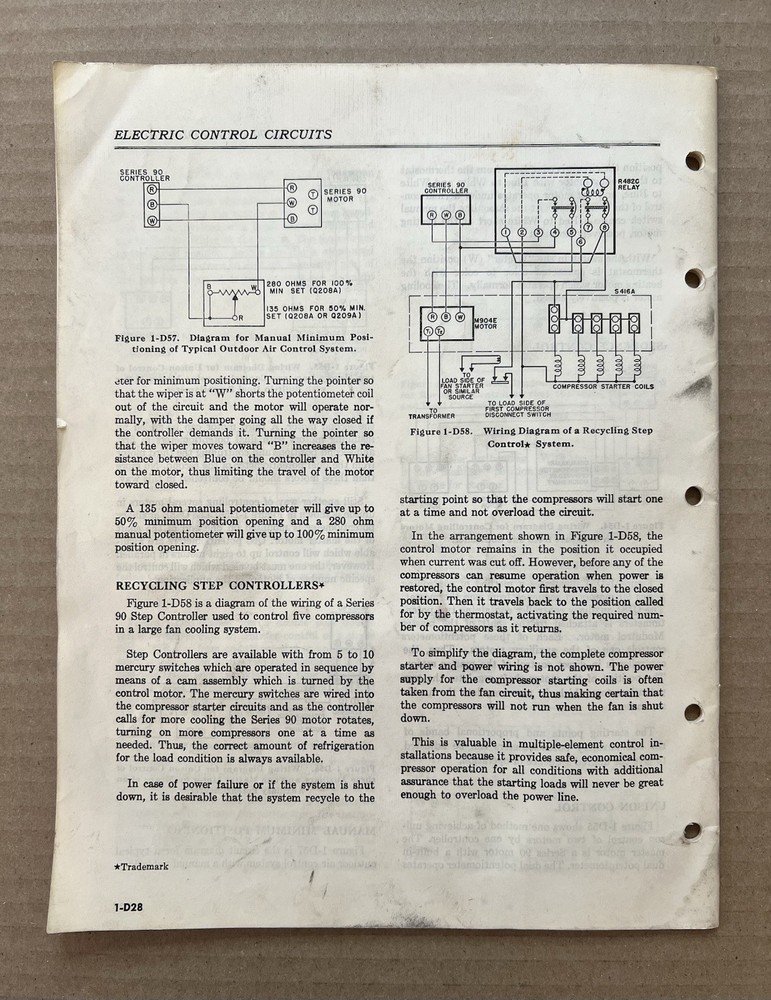 ELECTRIC CONTROL CIRCUITS
SERIES 90
CONTROLLER
R
B
W
R
W
B
T
T
SERIES 90
MOTOR
B
W
R
280 OHMS FOR 100%
MIN SET (Q208A)
135 OHMS FOR 50% MIN.
SET (Q208A OR Q209A)
Figure 1-D57. Diagram for Manual Minimum Posi-
tioning of Typical Outdoor Air Control System.
eter for minimum positioning. Turning the pointer so
that the wiper is at "W" shorts the potentiometer coil
out of the circuit and the motor will operate nor-
mally, with the damper going all the way closed if
the controller demands it. Turning the pointer so
that the wiper moves toward "B" increases the re-
sistance between Blue on the controller and White
on the motor, thus limiting the travel of the motor
toward closed.
A 135 ohm manual potentiometer will give up to
50% minimum position opening and a 280 ohm
manual potentiometer will give up to 100% minimum
position opening.
RECYCLING STEP CONTROLLERS★
Figure 1-D58 is a diagram of the wiring of a Series
90 Step Controller used to control five compressors
in a large fan cooling system.
Step Controllers are available with from 5 to 10
mercury switches which are operated in sequence by
means of a cam assembly which is turned by the
control motor. The mercury switches are wired into
the compressor starter circuits and as the controller
calls for more cooling the Series 90 motor rotates,
turning on more compressors one at a time as
needed. Thus, the correct amount of refrigeration
for the load condition is always available.
In case of power failure or if the system is shut
down, it is desirable that the system recycle to the
★Trademark
1-D28
SERIES 90
CONTROLLER
R W B
R482C
RELAY
1 2 3 4 5 6 7 8
S416A
R B W
T1 T2
M904E
MOTOR
TO
TRANSFORMER
TO
LOAD SIDE OF
FAN STARTER
OR SIMILAR
SOURCE
TO LOAD SIDE OF
FIRST COMPRESSOR
DISCONNECT SWITCH
COMPRESSOR STARTER COILS
Figure 1-D58. Wiring Diagram of a Recycling Step
Control★ System.
starting point so that the compressors will start one
at a time and not overload the circuit.
In the arrangement shown in Figure 1-D58, the
control motor remains in the position it occupied
when current was cut off. However, before any of the
compressors can resume operation when power is
restored, the control motor first travels to the closed
position. Then it travels back to the position called
for by the thermostat, activating the required num-
ber of compressors as it returns.
To simplify the diagram, the complete compressor
starter and power wiring is not shown. The power
supply for the compressor starting coils is often
taken from the fan circuit, thus making certain that
the compressors will not run when the fan is shut
down.
This is valuable in multiple-element control in-
stallations because it provides safe, economical com-
pressor operation for all conditions with additional
assurance that the starting loads will never be great
enough to overload the power line.